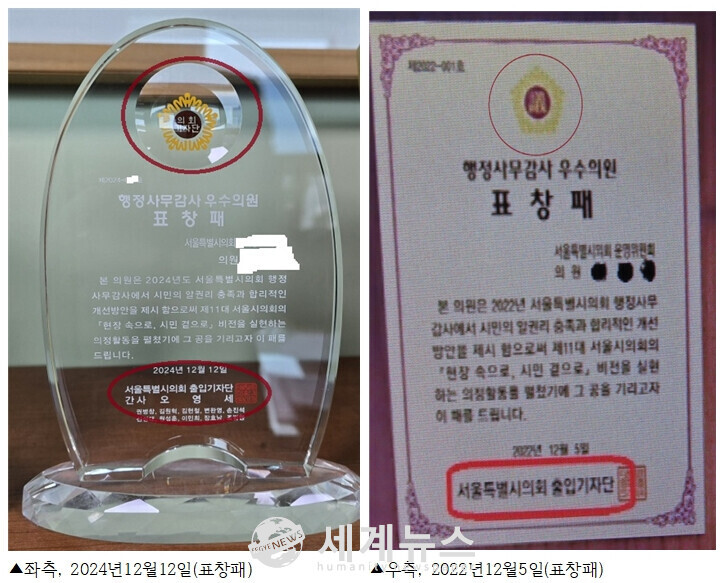 의 회
기자단
행정사무감사 우수의원
표 창 패
서울특별시의회
의원
본 의원은 2024년도 서울특별시의회 행정
사무감사에서 시민의 알권리 충족과 합리적인
개선방안을 제시 함으로써 제11대 서울시의회의
「현장 속으로, 시민 곁으로」 비전을 실현하는
의정활동을 펼쳤기에 그 공을 기리고자 이 패를
드립니다.
2024년 12월 12일
서울특별시의회 출입기자단
간사 오 영 세
제2022-001호
행정사무감사 우수의원
표 창 패
서울특별시의회 운영위원회
의 원
본 의원은 2022년 서울특별시의회 행정사무
감사에서 시민의 알권리 충족과 합리적인 개선
방안을 제시 함으로써 제11대 서울시의회의
「현장 속으로, 시민 곁으로」 비전을 실현
하는 의정활동을 펼쳤기에 그 공을 기리고자
이 패를 드립니다.
2022년 12월 5일
서울특별시의회 출입기자단
SEGYE NEWS
세계뉴스
▲좌측, 2024년12월12일(표창패)
▲우측, 2022년12월5일(표창패)